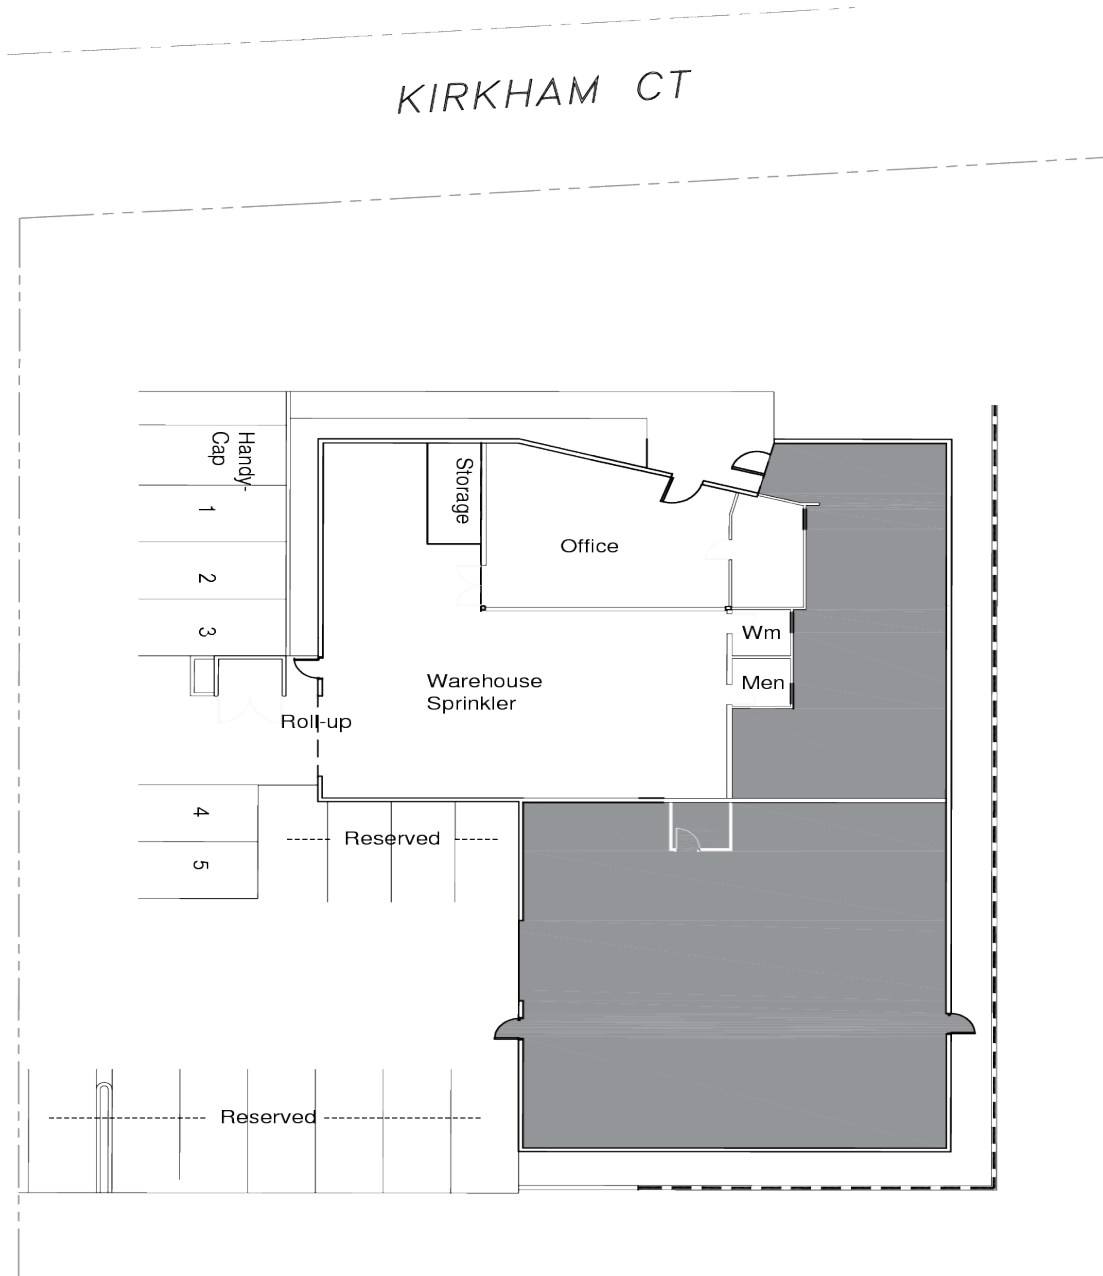 KIRKHAM CT
Handy-
Cap
Storage
1
Office
2
3
Wm
Warehouse
Sprinkler
Men
Roll-up
4
Reserved
5
Reserved